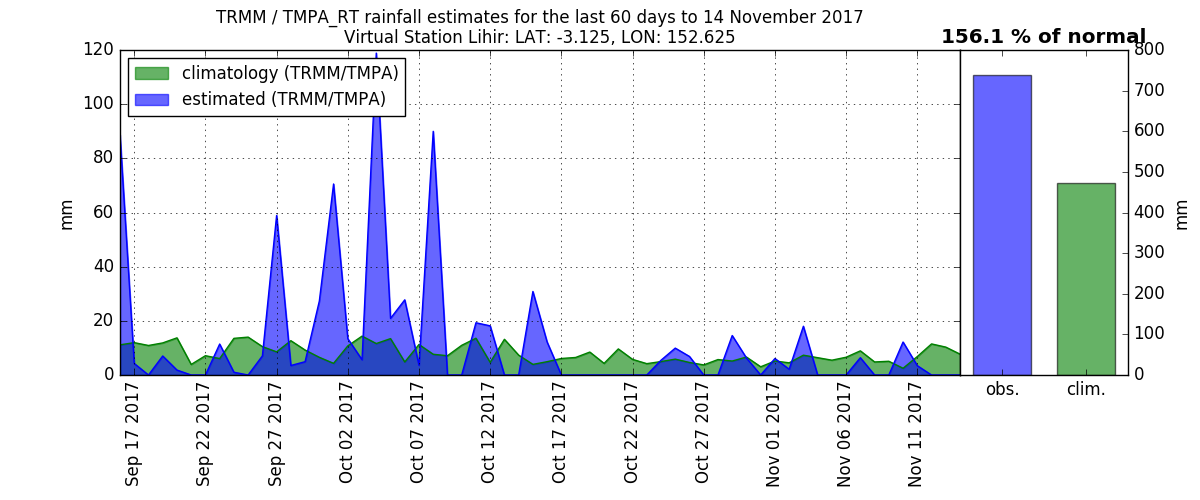 TRMM / TMPA_RT rainfall estimates for the last 60 days to 14 November 2017
Virtual Station Lihir: LAT: -3.125, LON: 152.625
156.1 % of normal
climatology (TRMM/TMPA)
estimated (TRMM/TMPA)
120
100
80
60
40
20
0
mm
Sep 17 2017
Sep 22 2017
Sep 27 2017
Oct 02 2017
Oct 07 2017
Oct 12 2017
Oct 17 2017
Oct 22 2017
Oct 27 2017
Nov 01 2017
Nov 06 2017
Nov 11 2017
800
700
600
500
400
300
200
100
0
mm
obs.
clim.